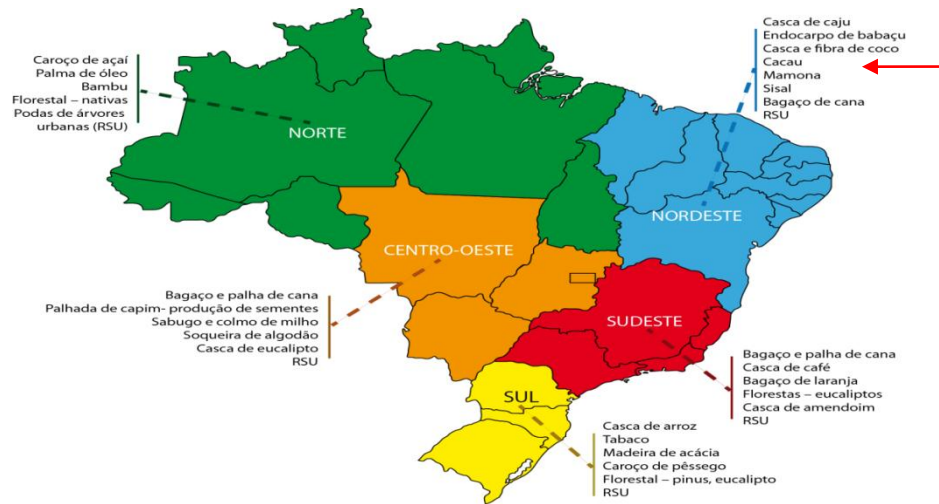 Caroço de açaí
Palma de óleo
Bambu
Florestal – nativas
Podas de árvores
urbanas (RSU)
NORTE
Casca de caju
Endocarpo de babaçu
Casca e fibra de coco
Cacau
Mamona
Sisal
Bagaço de cana
RSU
NORDESTE
CENTRO-OESTE
Bagaço e palha de cana
Palhada de capim- produção de sementes
Sabugo e colmo de milho
Soqueira de algodão
Casca de eucalipto
RSU
SUDESTE
Bagaço e palha de cana
Casca de café
Bagaço de laranja
Florestas – eucaliptos
Casca de amendoim
RSU
SUL
Casca de arroz
Tabaco
Madeira de acácia
Caroço de pêssego
Florestal – pinus, eucalipto
RSU